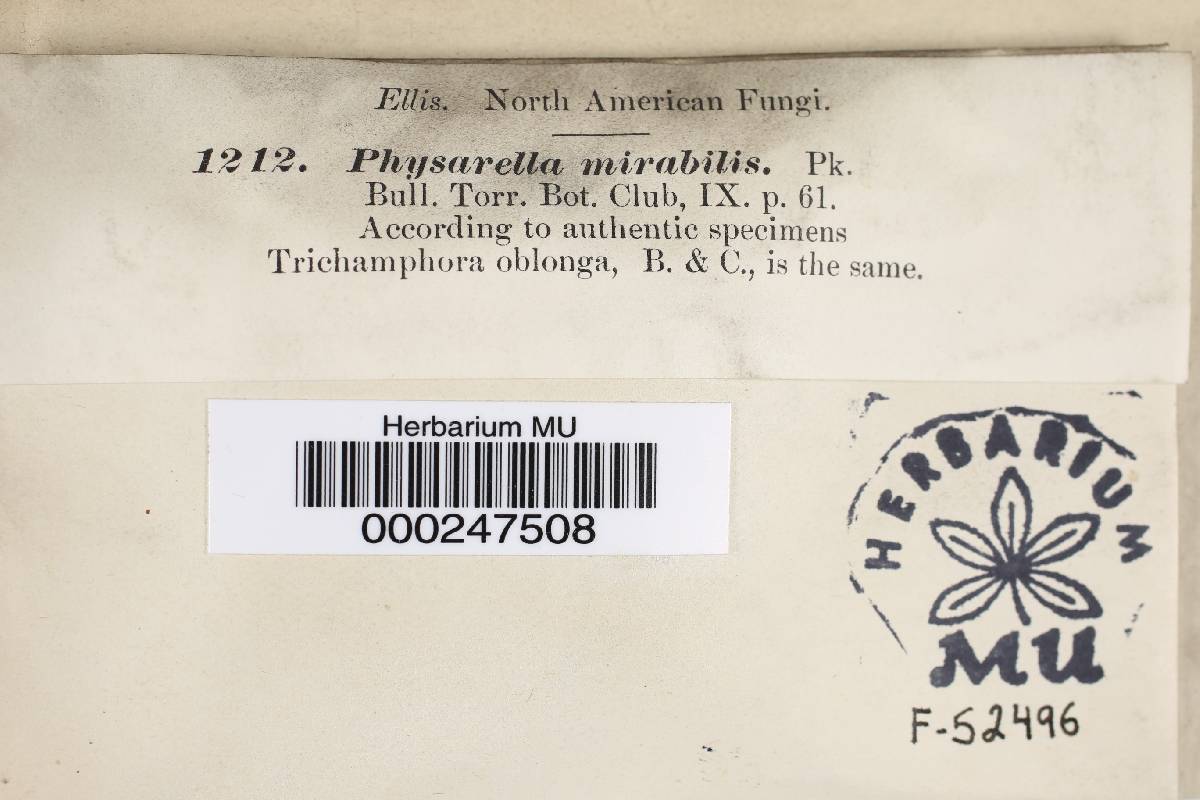 Ellis. North American Fungi.
1212. Physarella mirabilis. Pk.
Bull. Torr. Bot. Club, IX. p. 61.
According to authentic specimens
Trichamphora oblonga, B. & C., is the same.
Herbarium MU
000247508
HERBARIUM
MU
F-52496